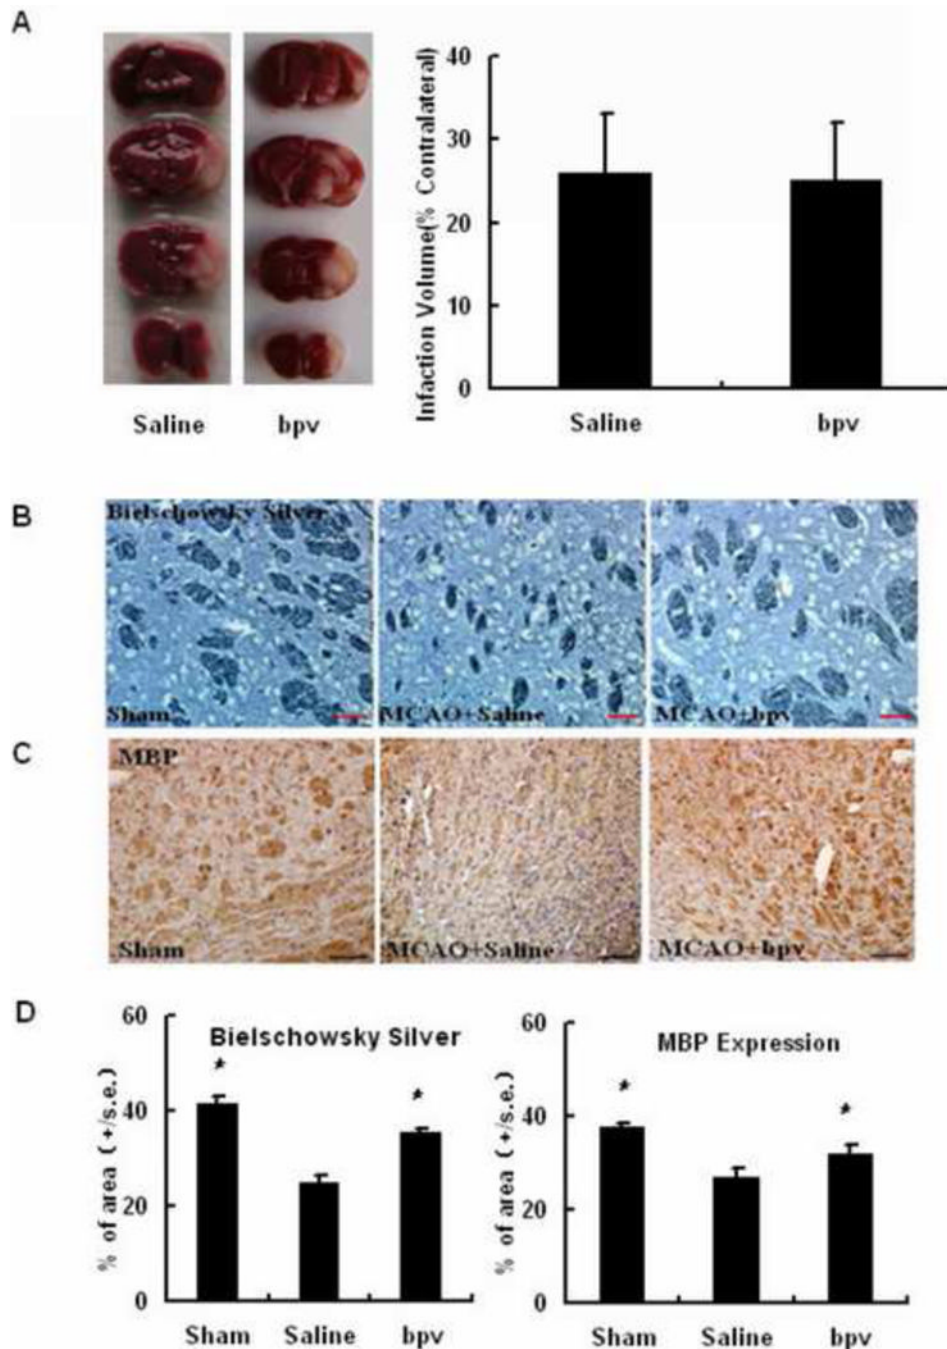 A
Infaction Volume(% Contralateral)
40
30
20
10
0
Saline
bpv
Saline
bpv
B
Bielschowsky Silver
Sham
MCAO+Saline
MCAO+bpv
C
MBP
Sham
MCAO+Saline
MCAO+bpv
D
% of area (+/s.e.)
60
40
20
0
Bielschowsky Silver
*
*
Sham
Saline
bpv
% of area (+/s.e.)
60
40
20
0
MBP Expression
*
*
Sham
Saline
bpv